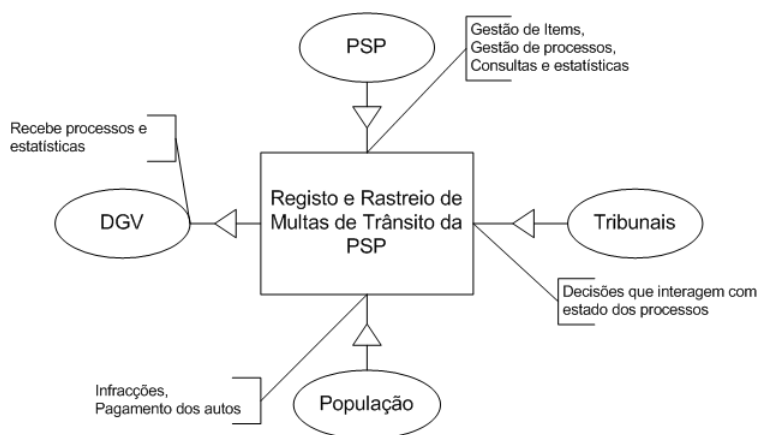 PSP
Gestão de Items,
Gestão de processos,
Consultas e estatísticas
Recebe processos e
estatísticas
DGV
Registo e Rastreio de
Multas de Trânsito da
PSP
Tribunais
Decisões que interagem com
estado dos processos
Infracções,
Pagamento dos autos
População